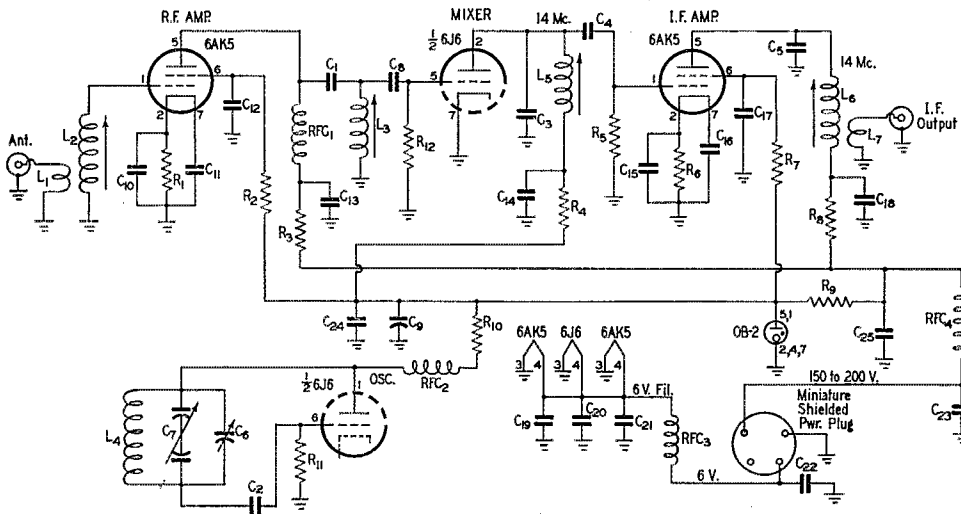 R.F. AMP.
6AK5
MIXER
½ 6J6
14 Mc.
C4
I.F. AMP.
6AK5
C5
14 Mc.
5
2
5
1
6
C12
C1
C8
5
L5
C3
1
6
C17
L6
L7
I.F.
Output
L2
2
7
RFC1
L3
R12
7
R5
2
7
C16
R7
Ant.
L1
C10
R1
C11
R2
C13
C14
R4
C15
R6
R8
C18
R3
R9
C24
C9
R10
6AK5
6J6
6AK5
OB-2
5,1
2,4,7
C25
RFC4
3
4
3
4
3
4
½ 6J6
1
OSC.
RFC2
6V. Fil.
150 to 200 V.
Miniature
Shielded
Pwr. Plug
C23
L4
C7
C6
6
C19
C20
C21
RFC3
R11
C2
6 V.
C22